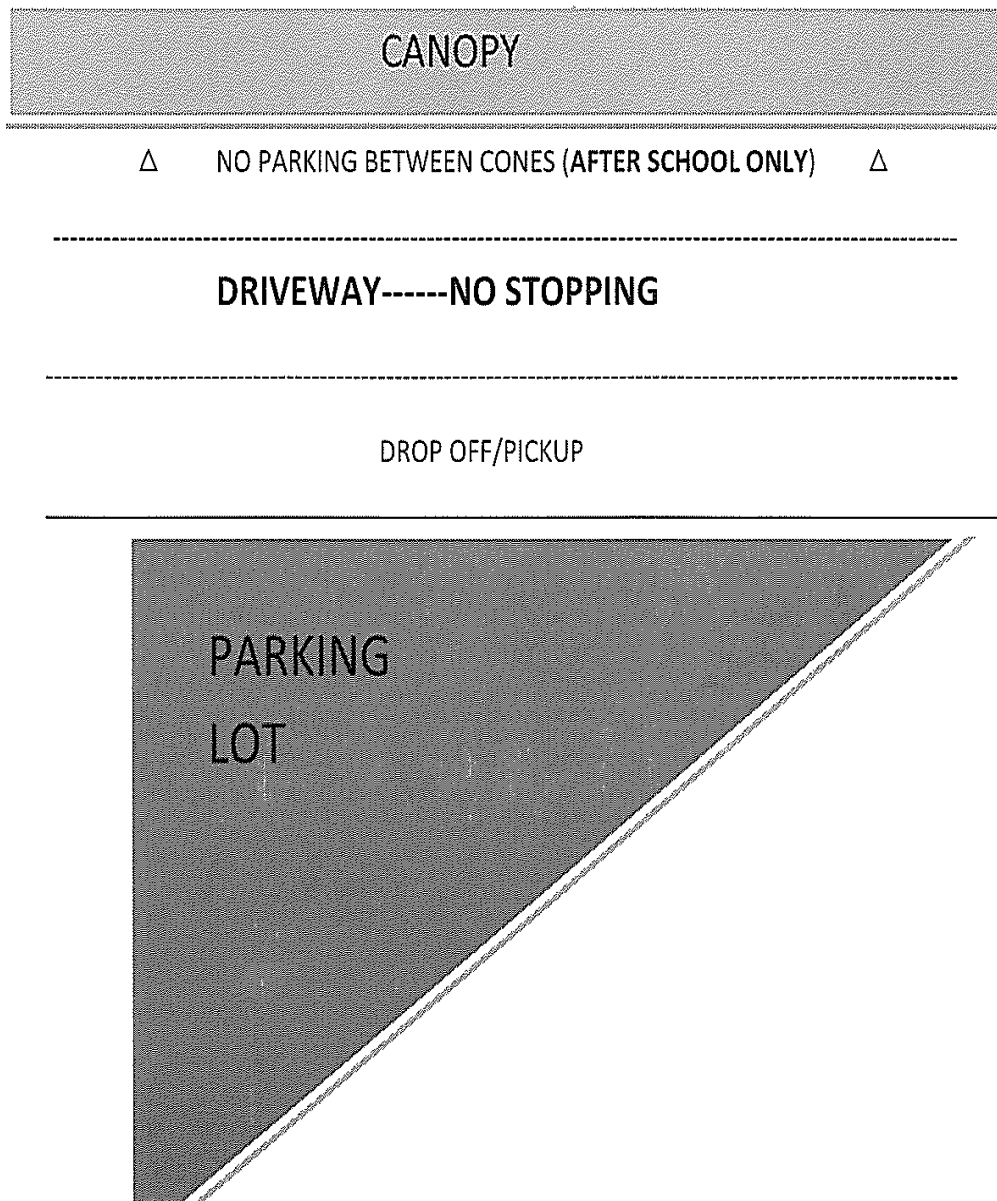 CANOPY
△ NO PARKING BETWEEN CONES (AFTER SCHOOL ONLY) △
DRIVEWAY------NO STOPPING
DROP OFF/PICKUP
PARKING
LOT